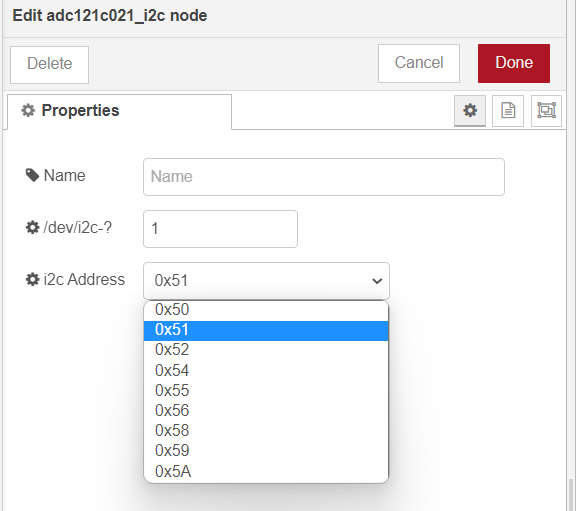 Edit adc121c021_i2c node
Delete
Cancel
Done
Properties
Name
Name
/dev/i2c-?
1
i2c Address
0x51
0x50
0x51
0x52
0x54
0x55
0x56
0x58
0x59
0x5A